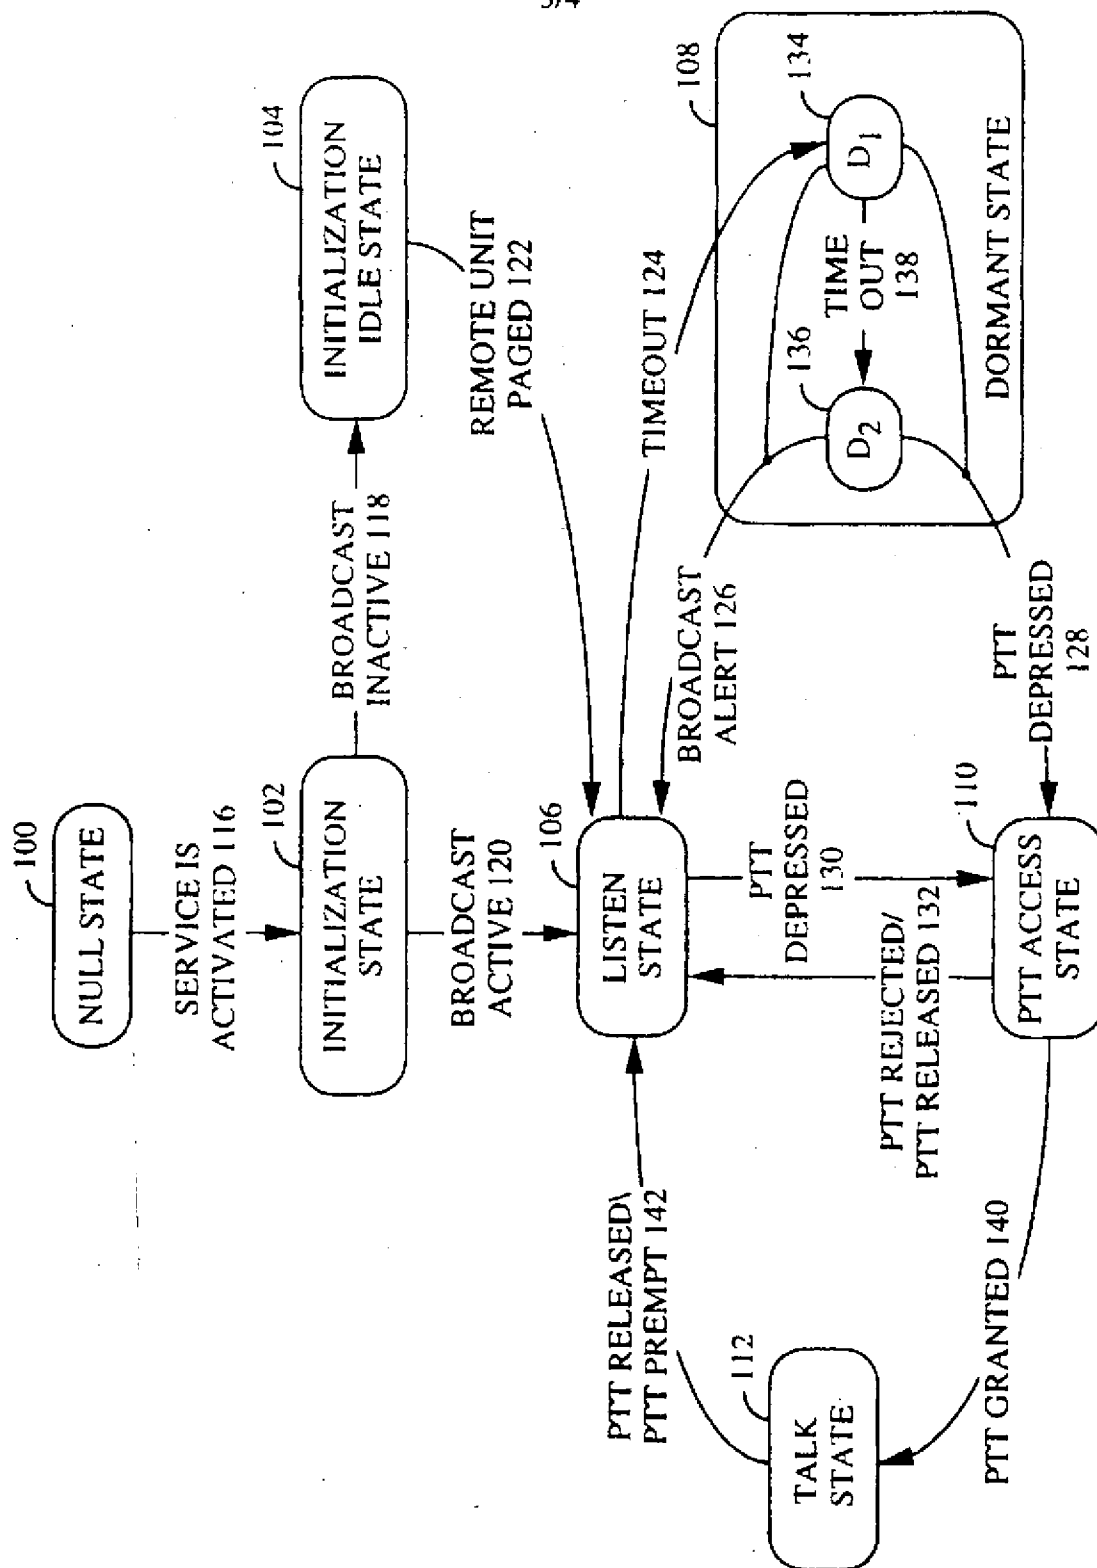 3/4
100
NULL STATE
SERVICE IS
ACTIVATED 116
102
INITIALIZATION
STATE
BROADCAST
INACTIVE 118
104
INITIALIZATION
IDLE STATE
BROADCAST
ACTIVE 120
REMOTE UNIT
PAGED 122
106
LISTEN
STATE
TIMEOUT 124
PTT RELEASED\
PTT PREMPT 142
BROADCAST
ALERT 126
PTT
DEPRESSED
130
108
134
D1
TIME
OUT
138
136
D2
DORMANT STATE
112
TALK
STATE
PTT REJECTED/
PTT RELEASED 132
110
PTT ACCESS
STATE
PTT
DEPRESSED
128
PTT GRANTED 140